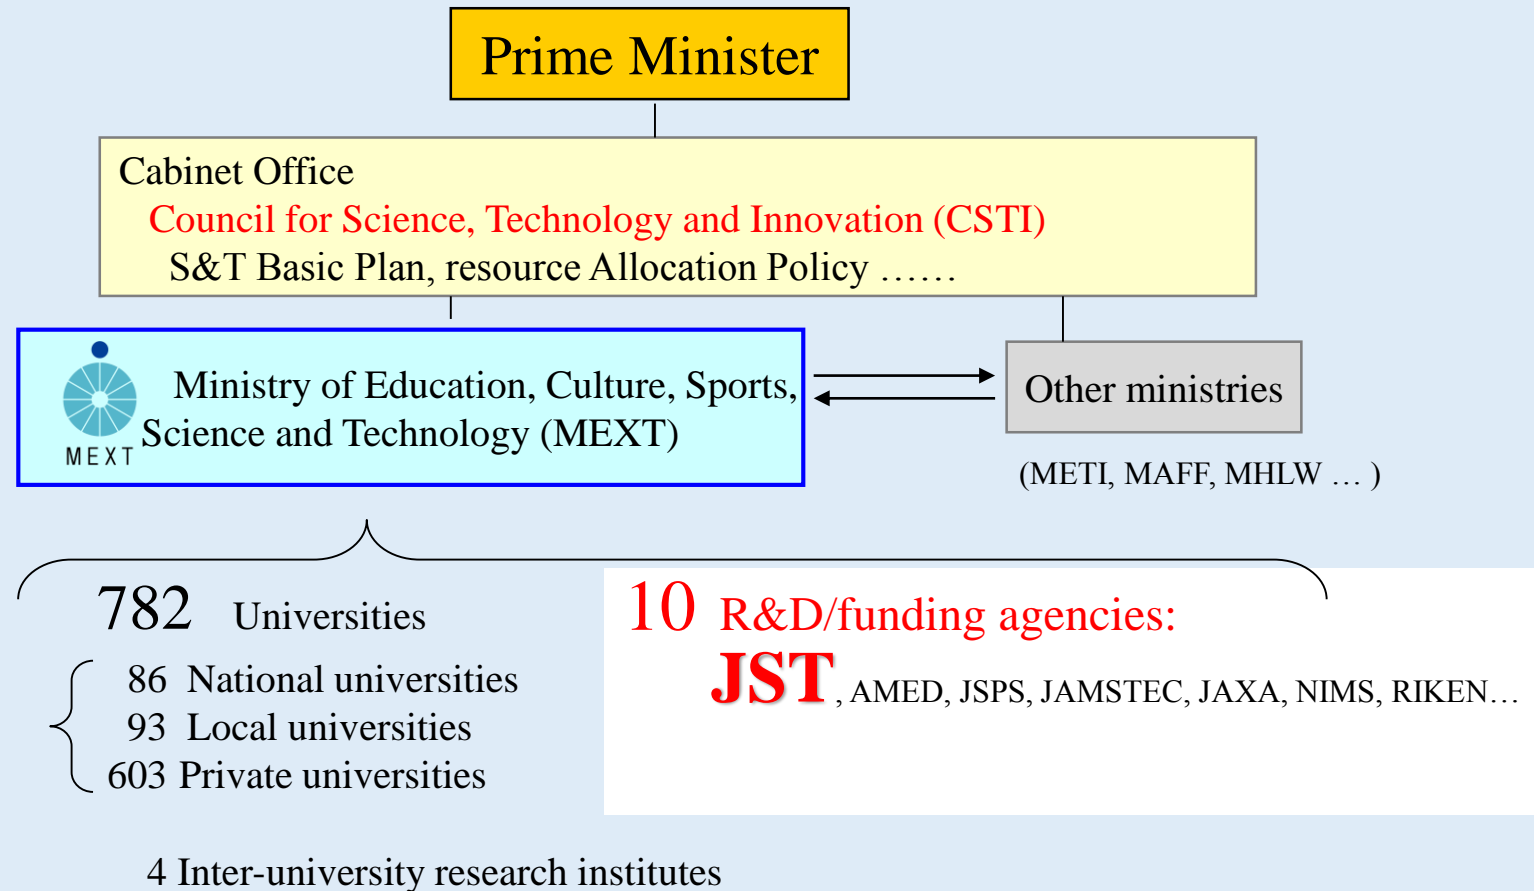 Prime Minister
Cabinet Office
Council for Science, Technology and Innovation (CSTI)
S&T Basic Plan, resource Allocation Policy ……
MEXT
Ministry of Education, Culture, Sports,
Science and Technology (MEXT)
Other ministries
(METI, MAFF, MHLW … )
782 Universities
86 National universities
93 Local universities
603 Private universities
4 Inter-university research institutes
10 R&D/funding agencies:
JST, AMED, JSPS, JAMSTEC, JAXA, NIMS, RIKEN…